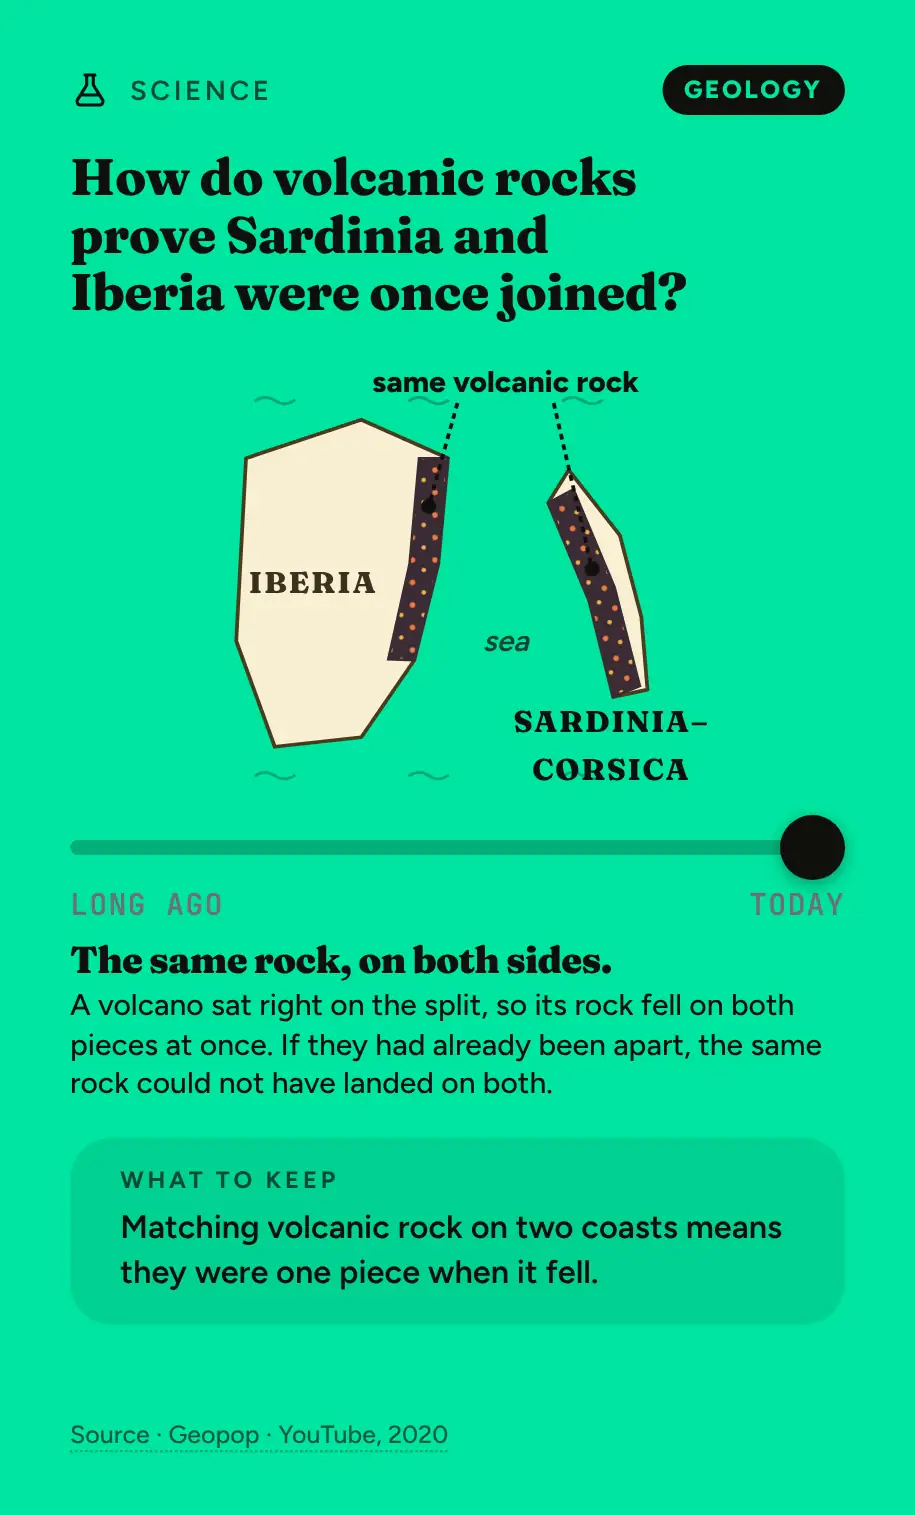 SCIENCE
GEOLOGY
How do volcanic rocks
prove Sardinia and
Iberia were once joined?
same volcanic rock
IBERIA
sea
SARDINIA–
CORSICA
LONG AGO
TODAY
The same rock, on both sides.
A volcano sat right on the split, so its rock fell on both
pieces at once. If they had already been apart, the same
rock could not have landed on both.
WHAT TO KEEP
Matching volcanic rock on two coasts means
they were one piece when it fell.
Source · Geopop · YouTube, 2020